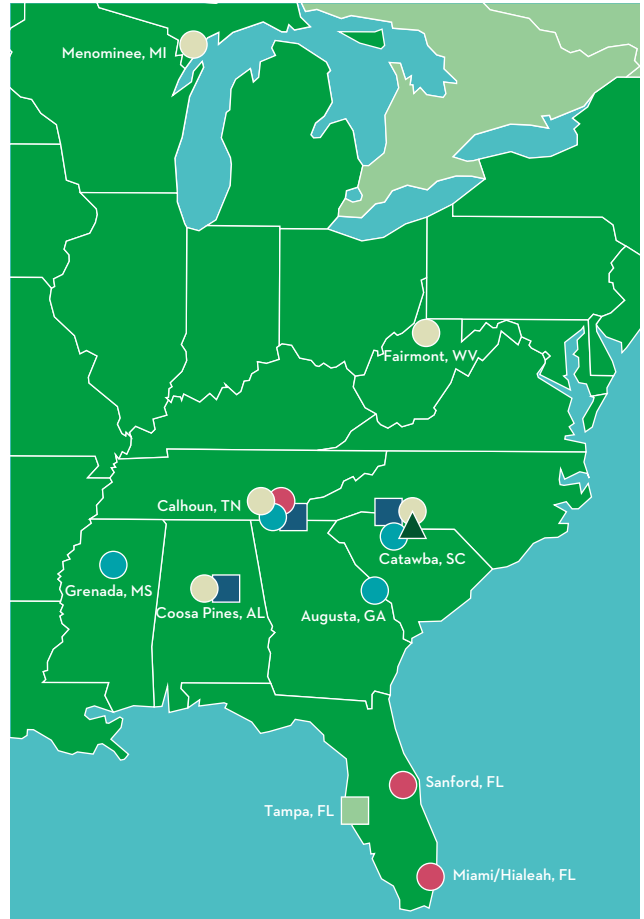 Menominee, MI
Fairmont, WV
Calhoun, TN
Catawba, SC
Grenada, MS
Coosa Pines, AL
Augusta, GA
Sanford, FL
Tampa, FL
Miami/Hialeah, FL